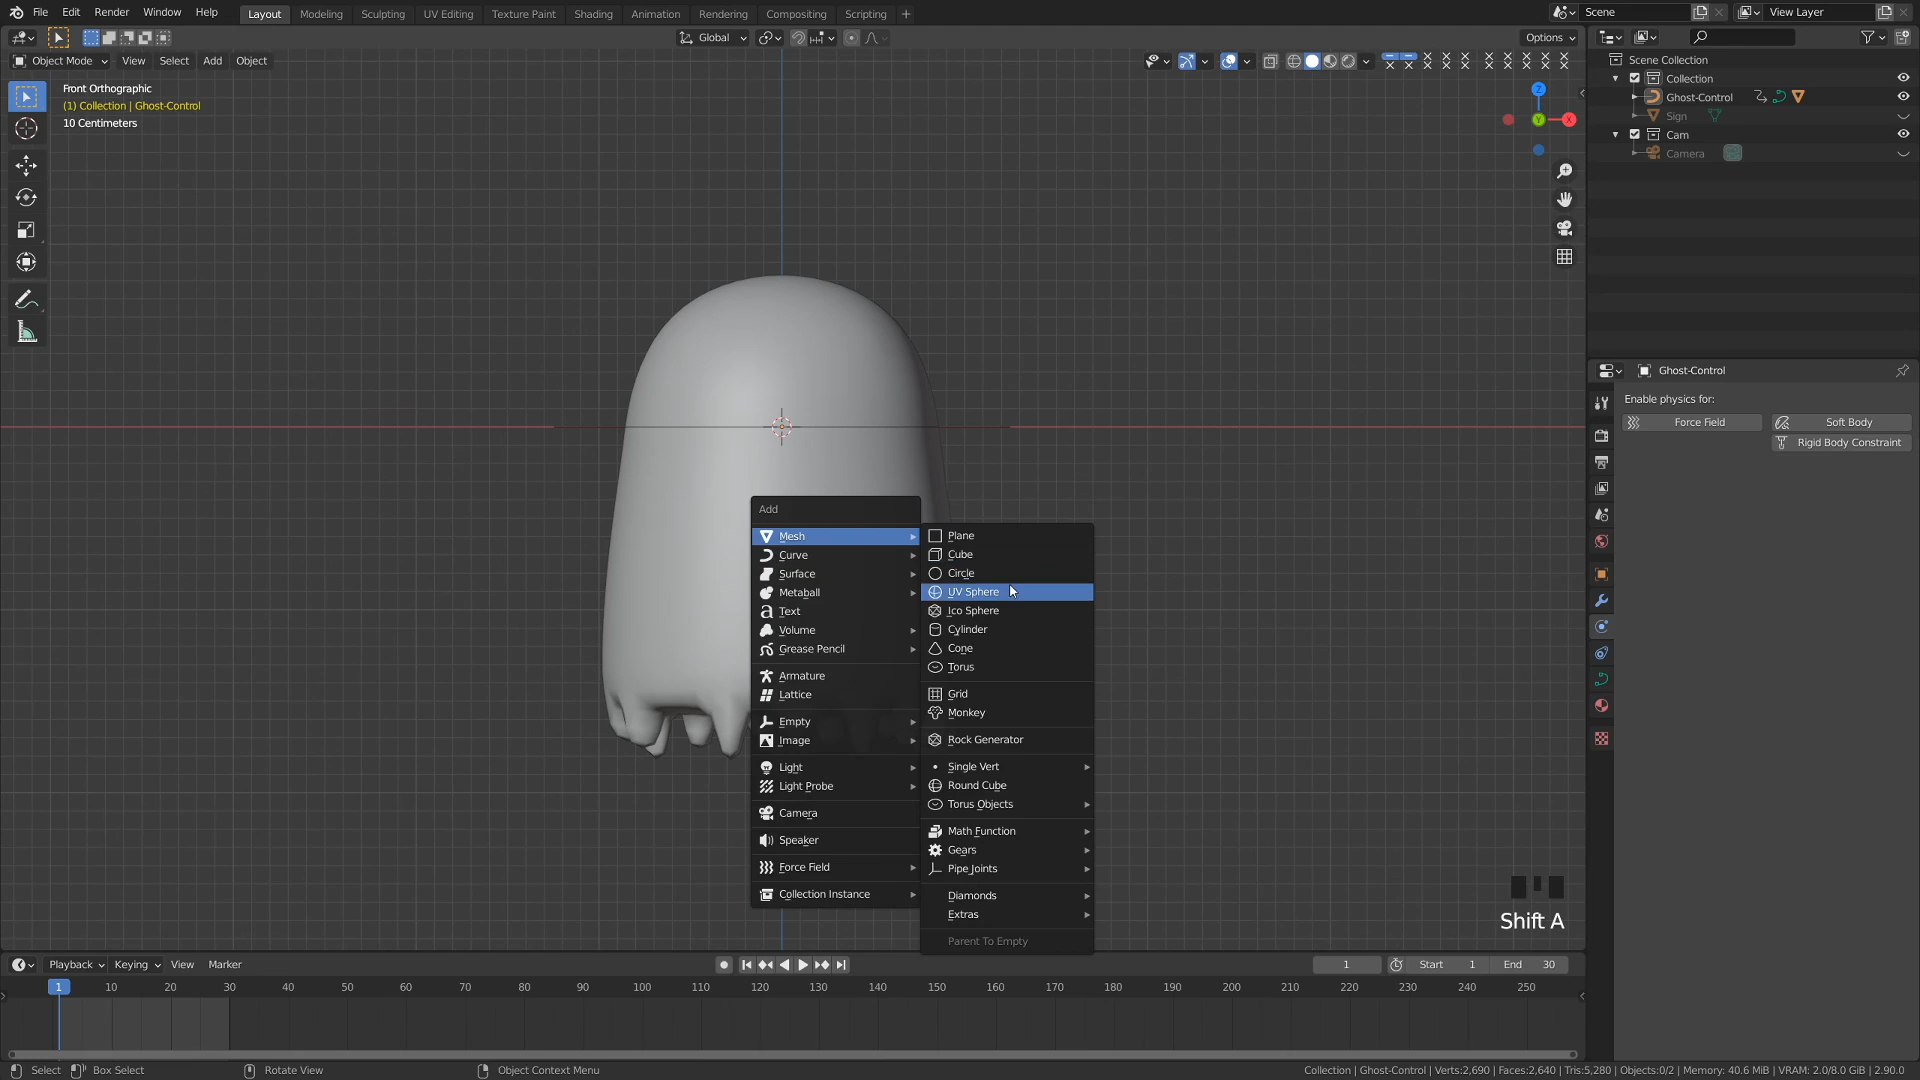 File Edit Render Window Help Layout Modeling Sculpting UV Editing Texture Paint Shading Animation Rendering Compositing Scripting + Scene View Layer
Global Options
Object Mode View Select Add Object
Front Orthographic
(1) Collection | Ghost-Control
10 Centimeters
Z
Y
X
Scene Collection
Collection
Ghost-Control
Sign
Cam
Camera
Ghost-Control
Enable physics for:
Force Field Soft Body
Rigid Body Constraint
Add
Mesh
Curve
Surface
Metaball
Text
Volume
Grease Pencil
Armature
Lattice
Empty
Image
Light
Light Probe
Camera
Speaker
Force Field
Collection Instance
Plane
Cube
Circle
UV Sphere
Ico Sphere
Cylinder
Cone
Torus
Grid
Monkey
Rock Generator
Single Vert
Round Cube
Torus Objects
Math Function
Gears
Pipe Joints
Diamonds
Extras
Parent To Empty
Shift A
Playback Keying View Marker 1 Start 1 End 30
1 10 20 30 40 50 60 70 80 90 100 110 120 130 140 150 160 170 180 190 200 210 220 230 240 250
Select Box Select Rotate View Object Context Menu Collection | Ghost-Control | Verts:2,690 | Faces:2,640 | Tris:5,280 | Objects:0/2 | Memory: 40.6 MiB | VRAM: 2.0/8.0 GiB | 2.90.0